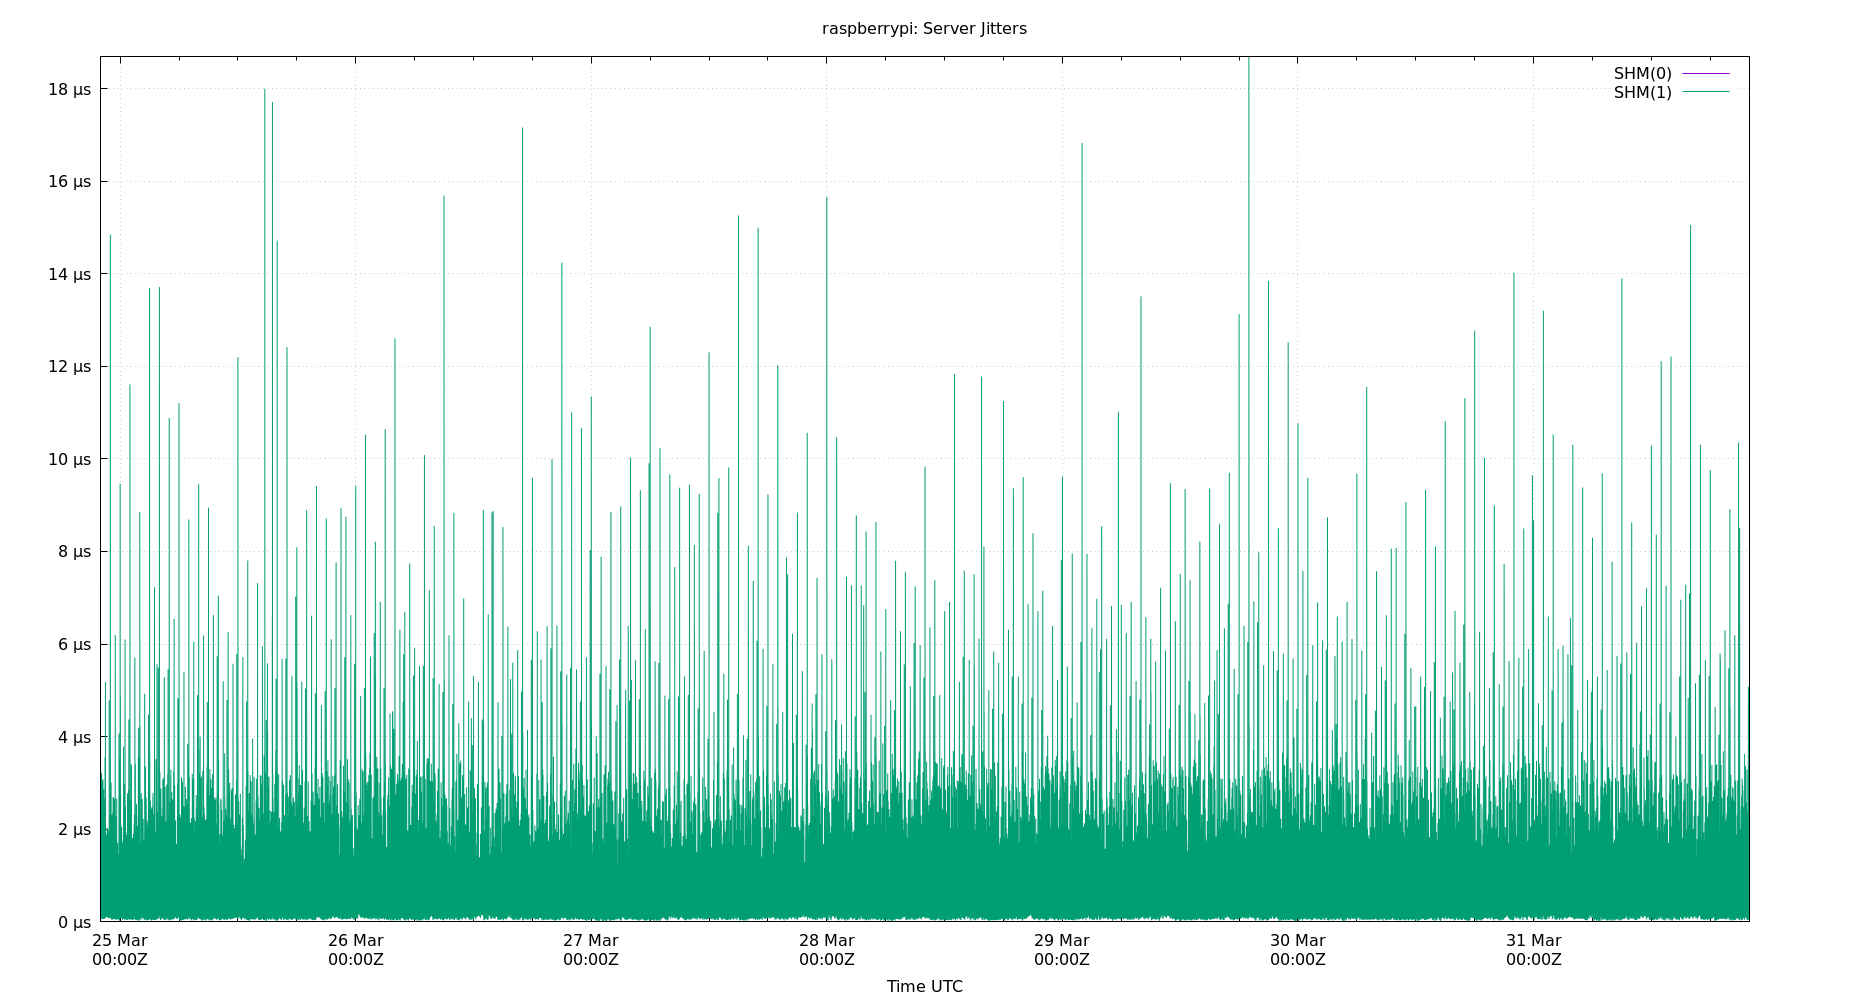 raspberrypi: Server Jitters
SHM(0)
SHM(1)
18 µs
16 µs
14 µs
12 µs
10 µs
8 µs
6 µs
4 µs
2 µs
0 µs
25 Mar 26 Mar 27 Mar 28 Mar 29 Mar 30 Mar 31 Mar
00:00Z 00:00Z 00:00Z 00:00Z 00:00Z 00:00Z 00:00Z
Time UTC